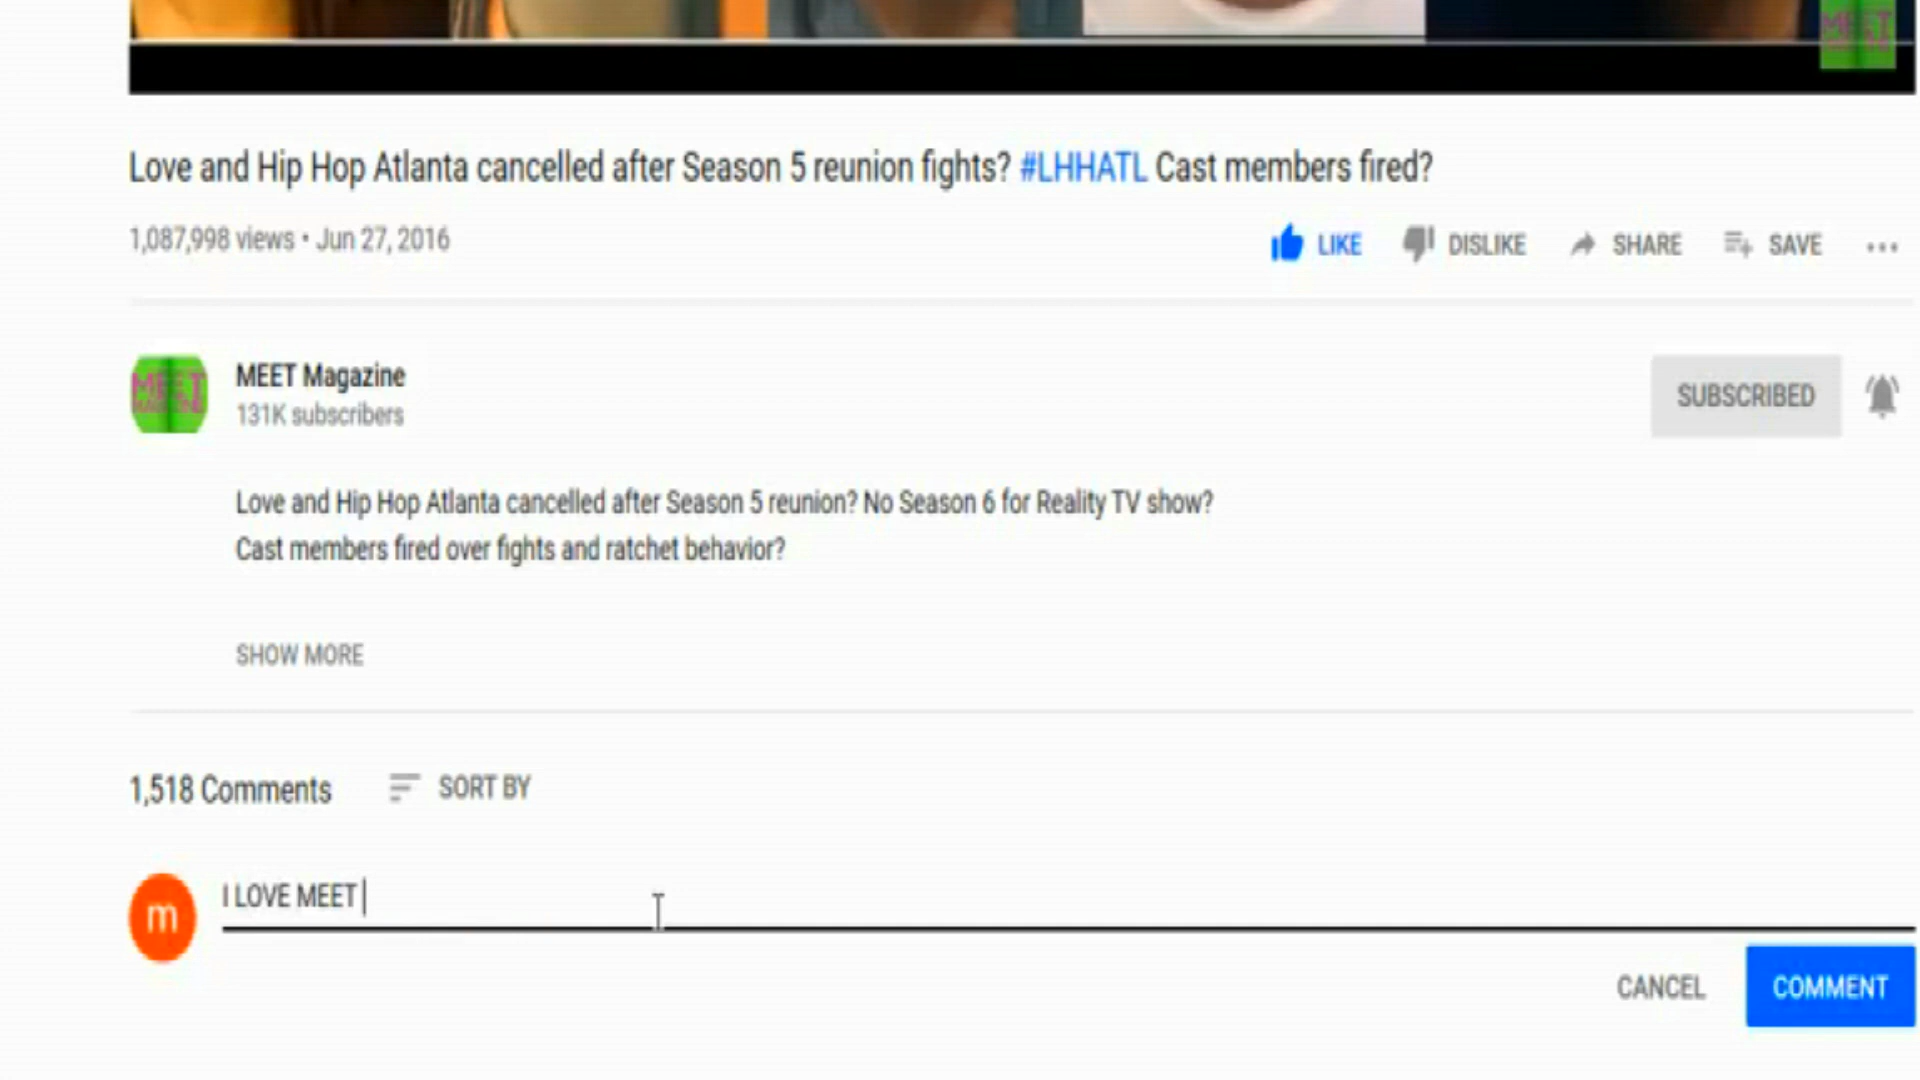 MEET
Love and Hip Hop Atlanta cancelled after Season 5 reunion fights? #LHHATL Cast members fired?
1,087,998 views • Jun 27, 2016
LIKE DISLIKE SHARE SAVE
MEET
MEET Magazine
131K subscribers
SUBSCRIBED
Love and Hip Hop Atlanta cancelled after Season 5 reunion? No Season 6 for Reality TV show?
Cast members fired over fights and ratchet behavior?
SHOW MORE
1,518 Comments SORT BY
m
I LOVE MEET
CANCEL COMMENT